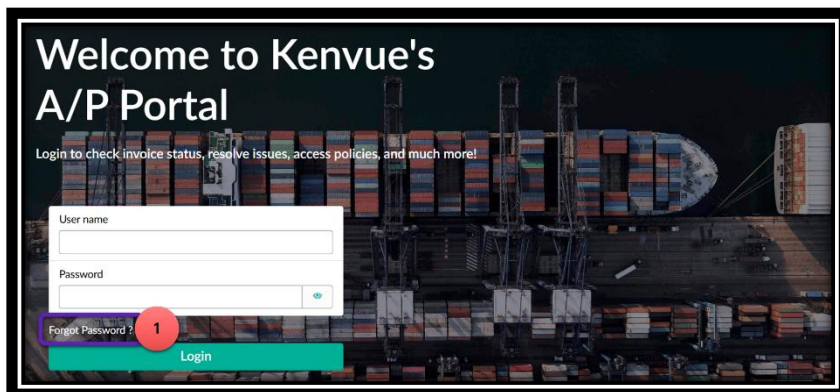 Welcome to Kenvue's
A/P Portal
Login to check invoice status, resolve issues, access policies, and much more!
User name
Password
Forgot Password ?
1
Login